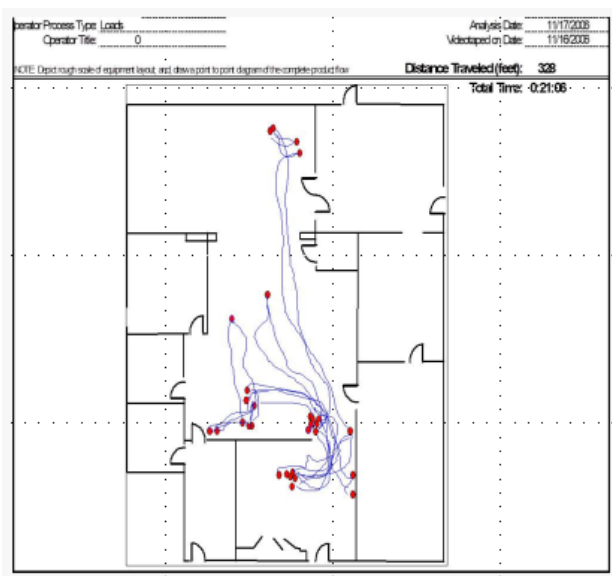 perator Process Type: Loads
Analysis Date: 11/17/2006
Operator Title: 0
Videotaped on Date: 11/16/2006
NOTE: Depict rough scale of equipment layout, and, draw a point to point diagram of the complete product flow
Distance Traveled (feet): 328
Total Time: 0:21:06